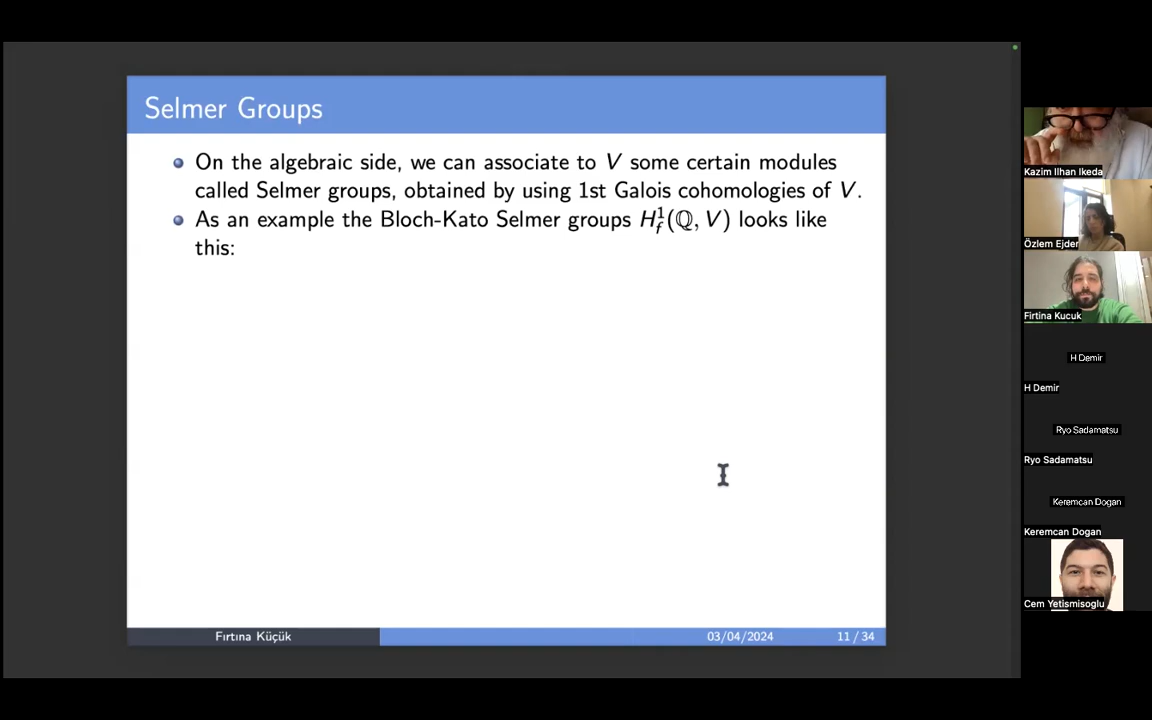 Selmer Groups
On the algebraic side, we can associate to V some certain modules
called Selmer groups, obtained by using 1st Galois cohomologies of V.
As an example the Bloch-Kato Selmer groups H¹_f(ℚ, V) looks like
this:
Fırtına Küçük
03/04/2024
11 / 34
Kazim Ilhan Ikeda
Özlem Ejder
Firtina Kucuk
H Demir
H Demir
Ryo Sadamatsu
Ryo Sadamatsu
Keremcan Dogan
Keremcan Dogan
Cem Yetismisoglu